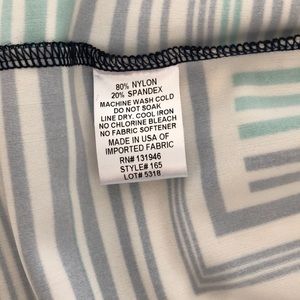 80% NYLON
20% SPANDEX
MACHINE WASH COLD
DO NOT SOAK
LINE DRY. COOL IRON
NO CHLORINE BLEACH
NO FABRIC SOFTENER
MADE IN USA OF
IMPORTED FABRIC
RN# 131946
STYLE# 165
LOT# 5318